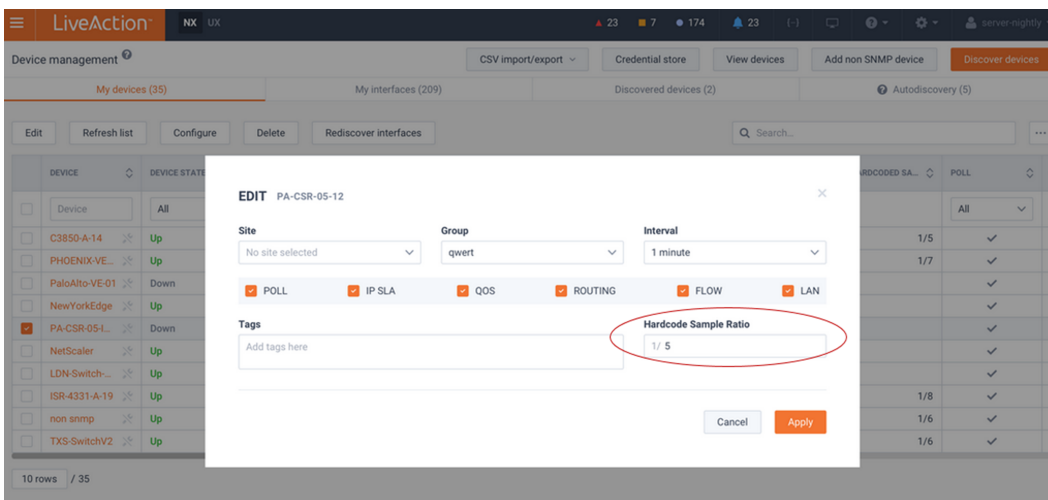 LiveAction NX UX 23 7 174 23 server-nightly
Device management CSV import/export Credential store View devices Add non SNMP device Discover devices
My devices (35) My interfaces (209) Discovered devices (2) Autodiscovery (5)
Edit Refresh list Configure Delete Rediscover interfaces Search...
DEVICE DEVICE STATE RDCODED SA... POLL
Device All All
C3850-A-14 Up 1/5
PHOENIX-VE... Up 1/7
PaloAlto-VE-01 Down
NewYorkEdge Up
PA-CSR-05-I... Down
NetScaler Up
LDN-Switch-... Up
ISR-4331-A-19 Up 1/8
non snmp Up 1/6
TXS-SwitchV2 Up 1/6
10 rows / 35
EDIT PA-CSR-05-12
Site Group Interval
No site selected qwert 1 minute
POLL IP SLA QOS ROUTING FLOW LAN
Tags Hardcode Sample Ratio
Add tags here 1/ 5
Cancel Apply